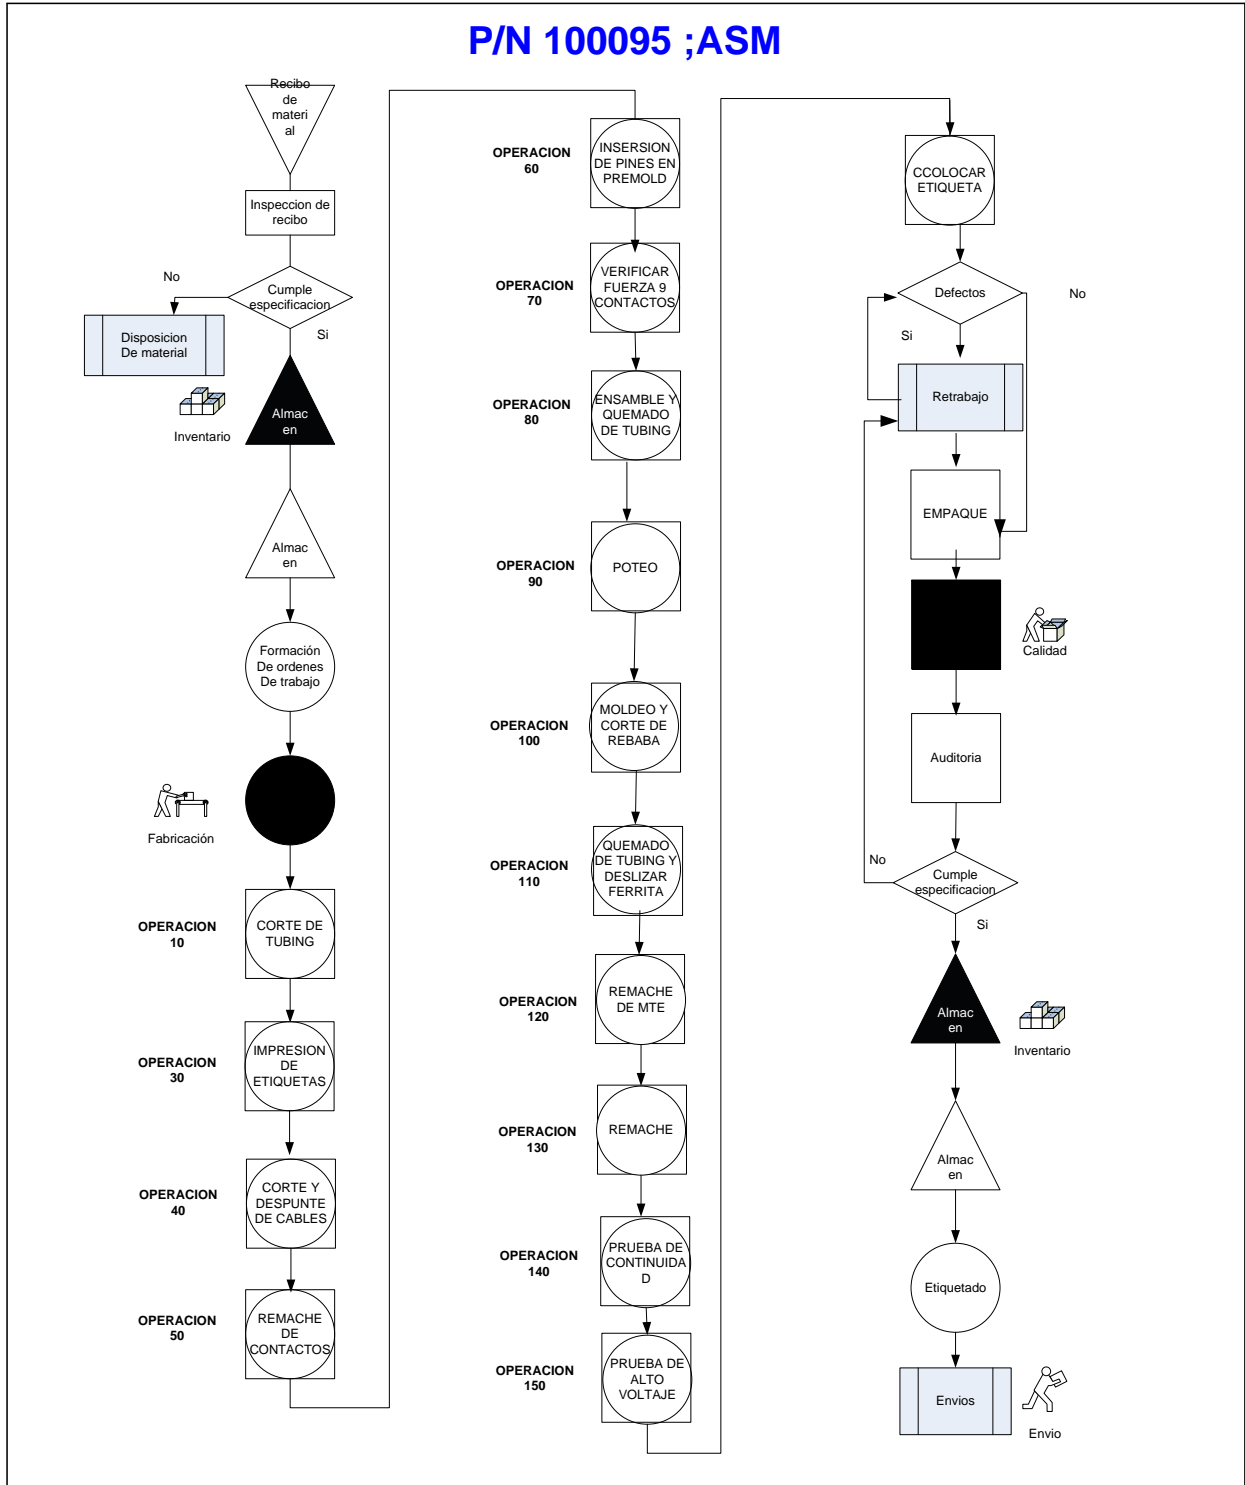 P/N 100095 ;ASM
Recibo
de
materi
al
Inspeccion de
recibo
Cumple
especificacion
No
Si
Disposicion
De material
Inventario
Almac
en
Almac
en
Formación
De ordenes
De trabajo
Fabricación
OPERACION
10
CORTE DE
TUBING
OPERACION
30
IMPRESION
DE
ETIQUETAS
OPERACION
40
CORTE Y
DESPUNTE
DE CABLES
OPERACION
50
REMACHE
DE
CONTACTOS
OPERACION
60
INSERSION
DE PINES EN
PREMOLD
OPERACION
70
VERIFICAR
FUERZA 9
CONTACTOS
OPERACION
80
ENSAMBLE Y
QUEMADO
DE TUBING
OPERACION
90
POTEO
OPERACION
100
MOLDEO Y
CORTE DE
REBABA
OPERACION
110
QUEMADO
DE TUBING Y
DESLIZAR
FERRITA
OPERACION
120
REMACHE
DE MTE
OPERACION
130
REMACHE
OPERACION
140
PRUEBA DE
CONTINUIDA
D
OPERACION
150
PRUEBA DE
ALTO
VOLTAJE
CCOLOCAR
ETIQUETA
Defectos
No
Si
Retrabajo
EMPAQUE
Calidad
Auditoria
No
Cumple
especificacion
Si
Almac
en
Inventario
Almac
en
Etiquetado
Envios
Envio